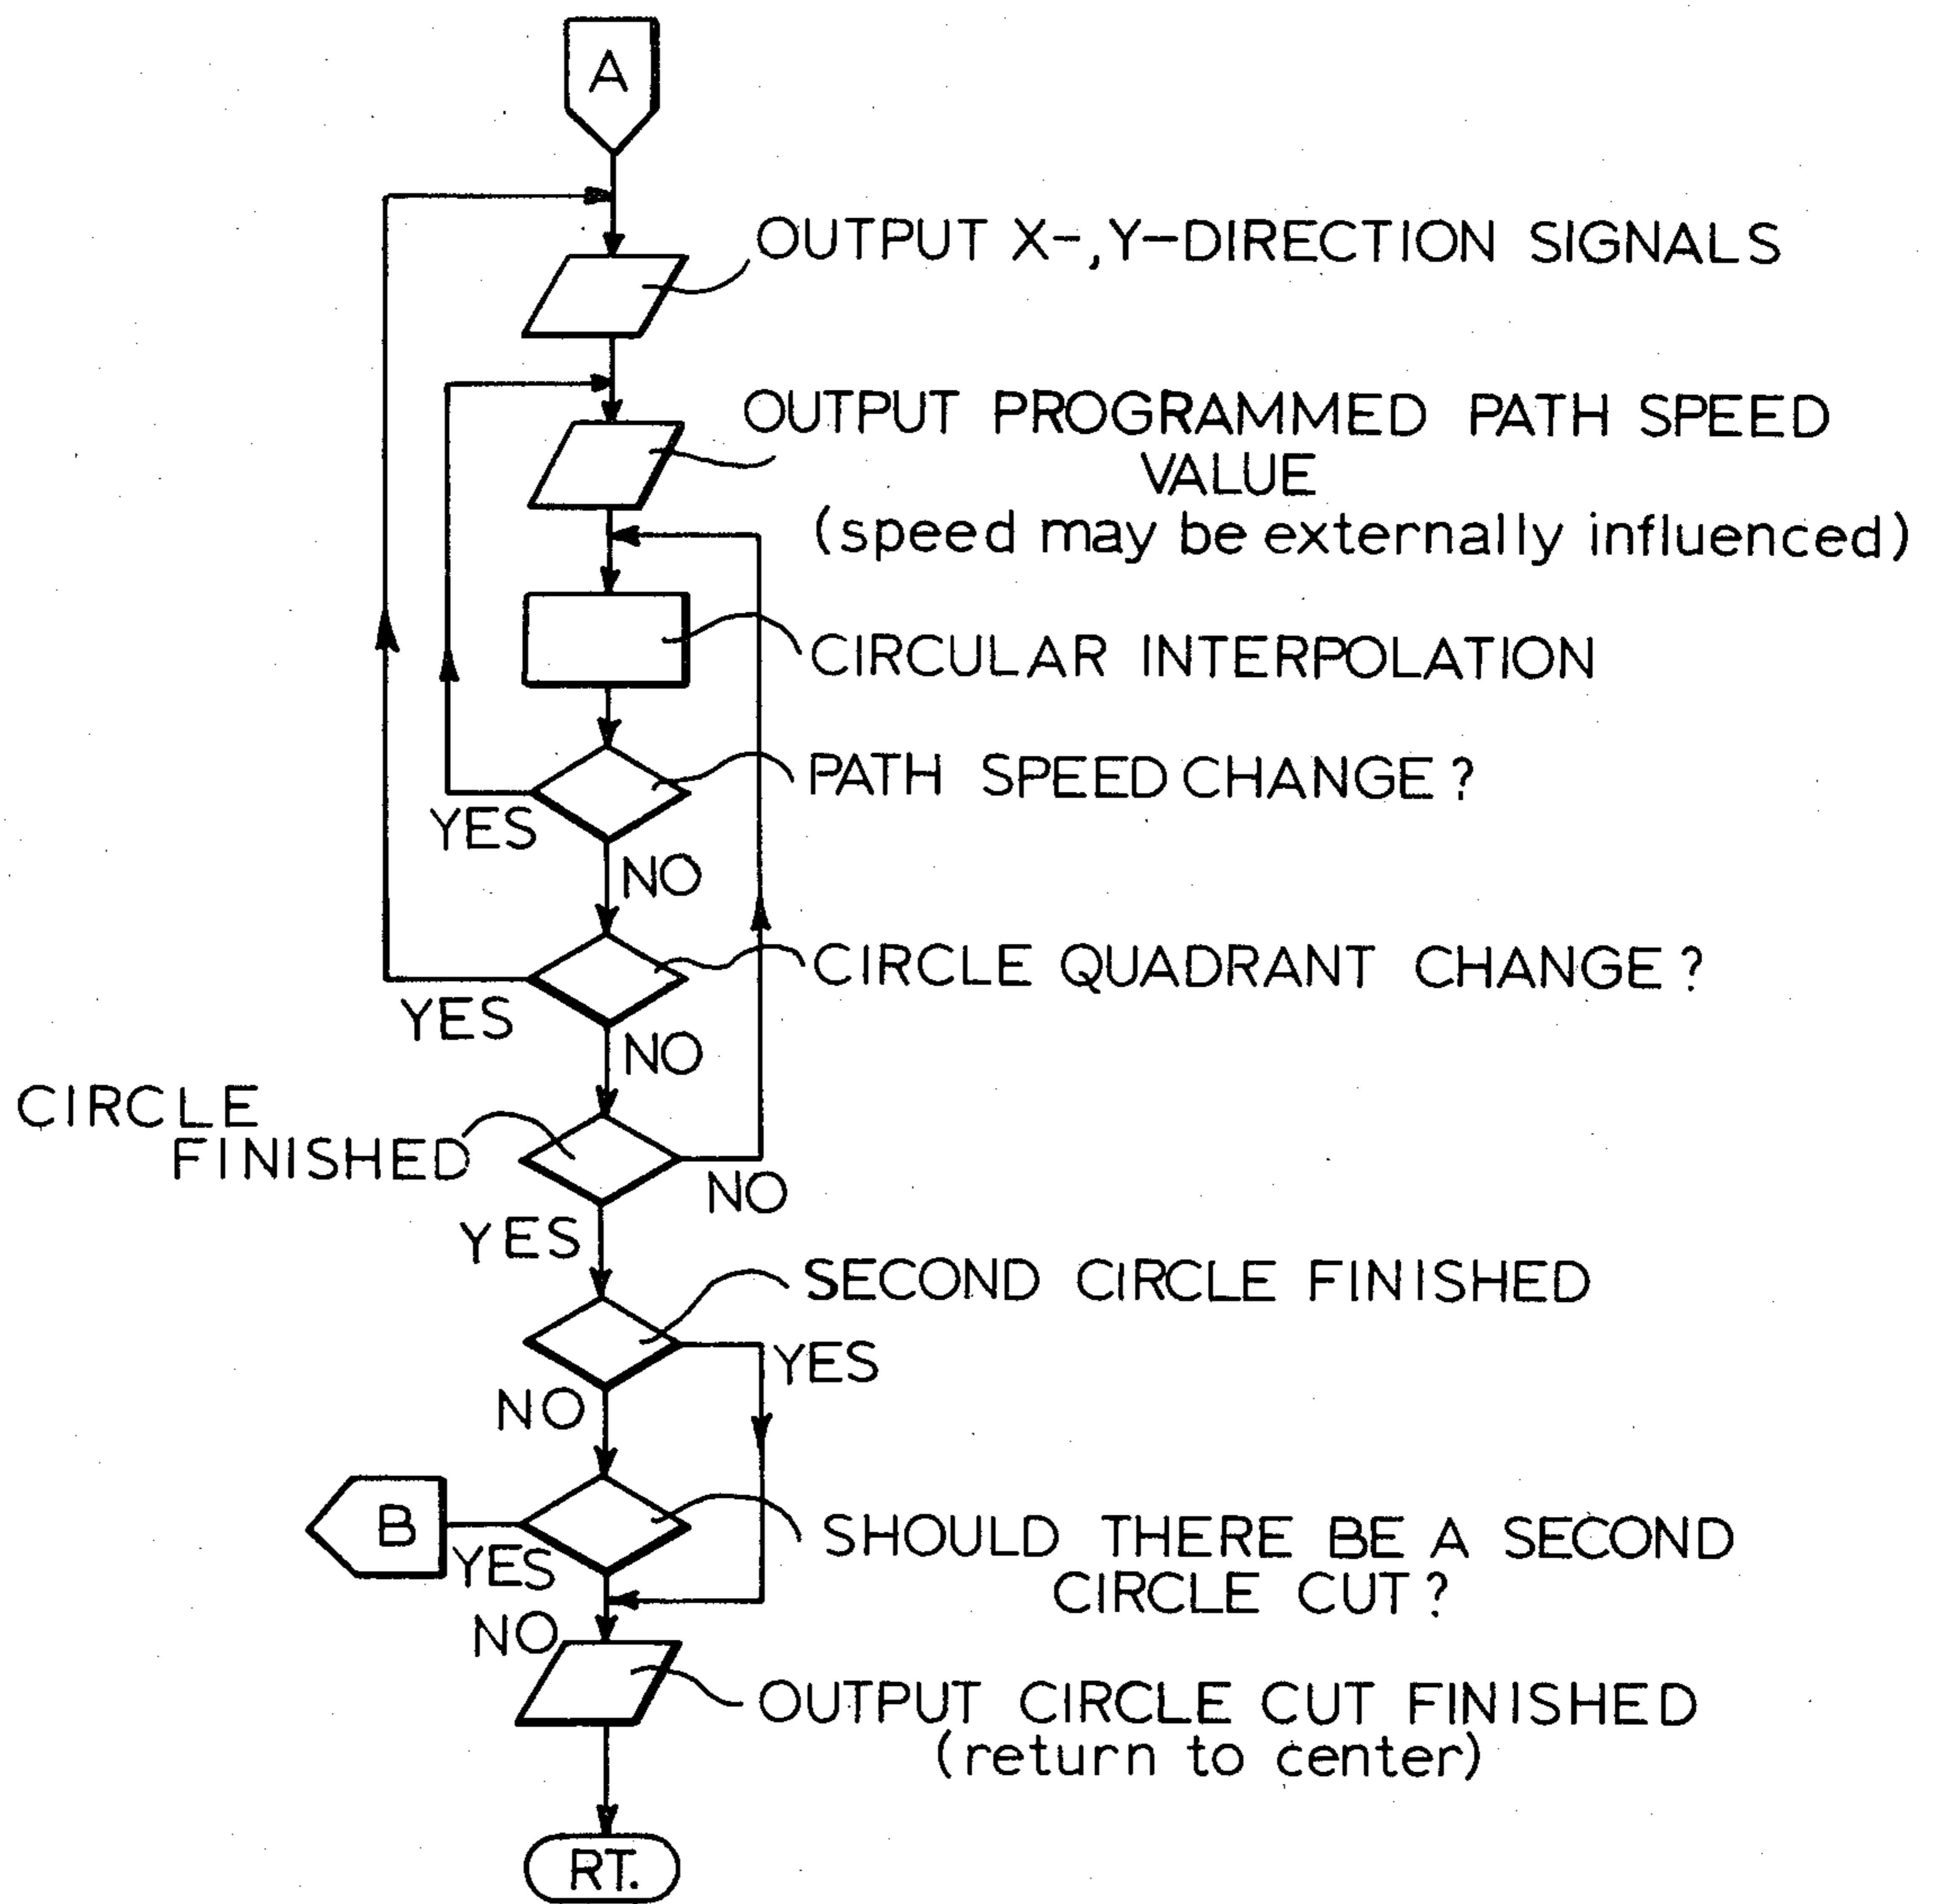 A
OUTPUT X-, Y-DIRECTION SIGNALS
OUTPUT PROGRAMMED PATH SPEED
VALUE
(speed may be externally influenced)
CIRCULAR INTERPOLATION
PATH SPEED CHANGE?
YES
NO
CIRCLE QUADRANT CHANGE?
YES
NO
CIRCLE
FINISHED
NO
YES
SECOND CIRCLE FINISHED
YES
NO
B
YES
SHOULD THERE BE A SECOND
CIRCLE CUT?
NO
OUTPUT CIRCLE CUT FINISHED
(return to center)
RT.